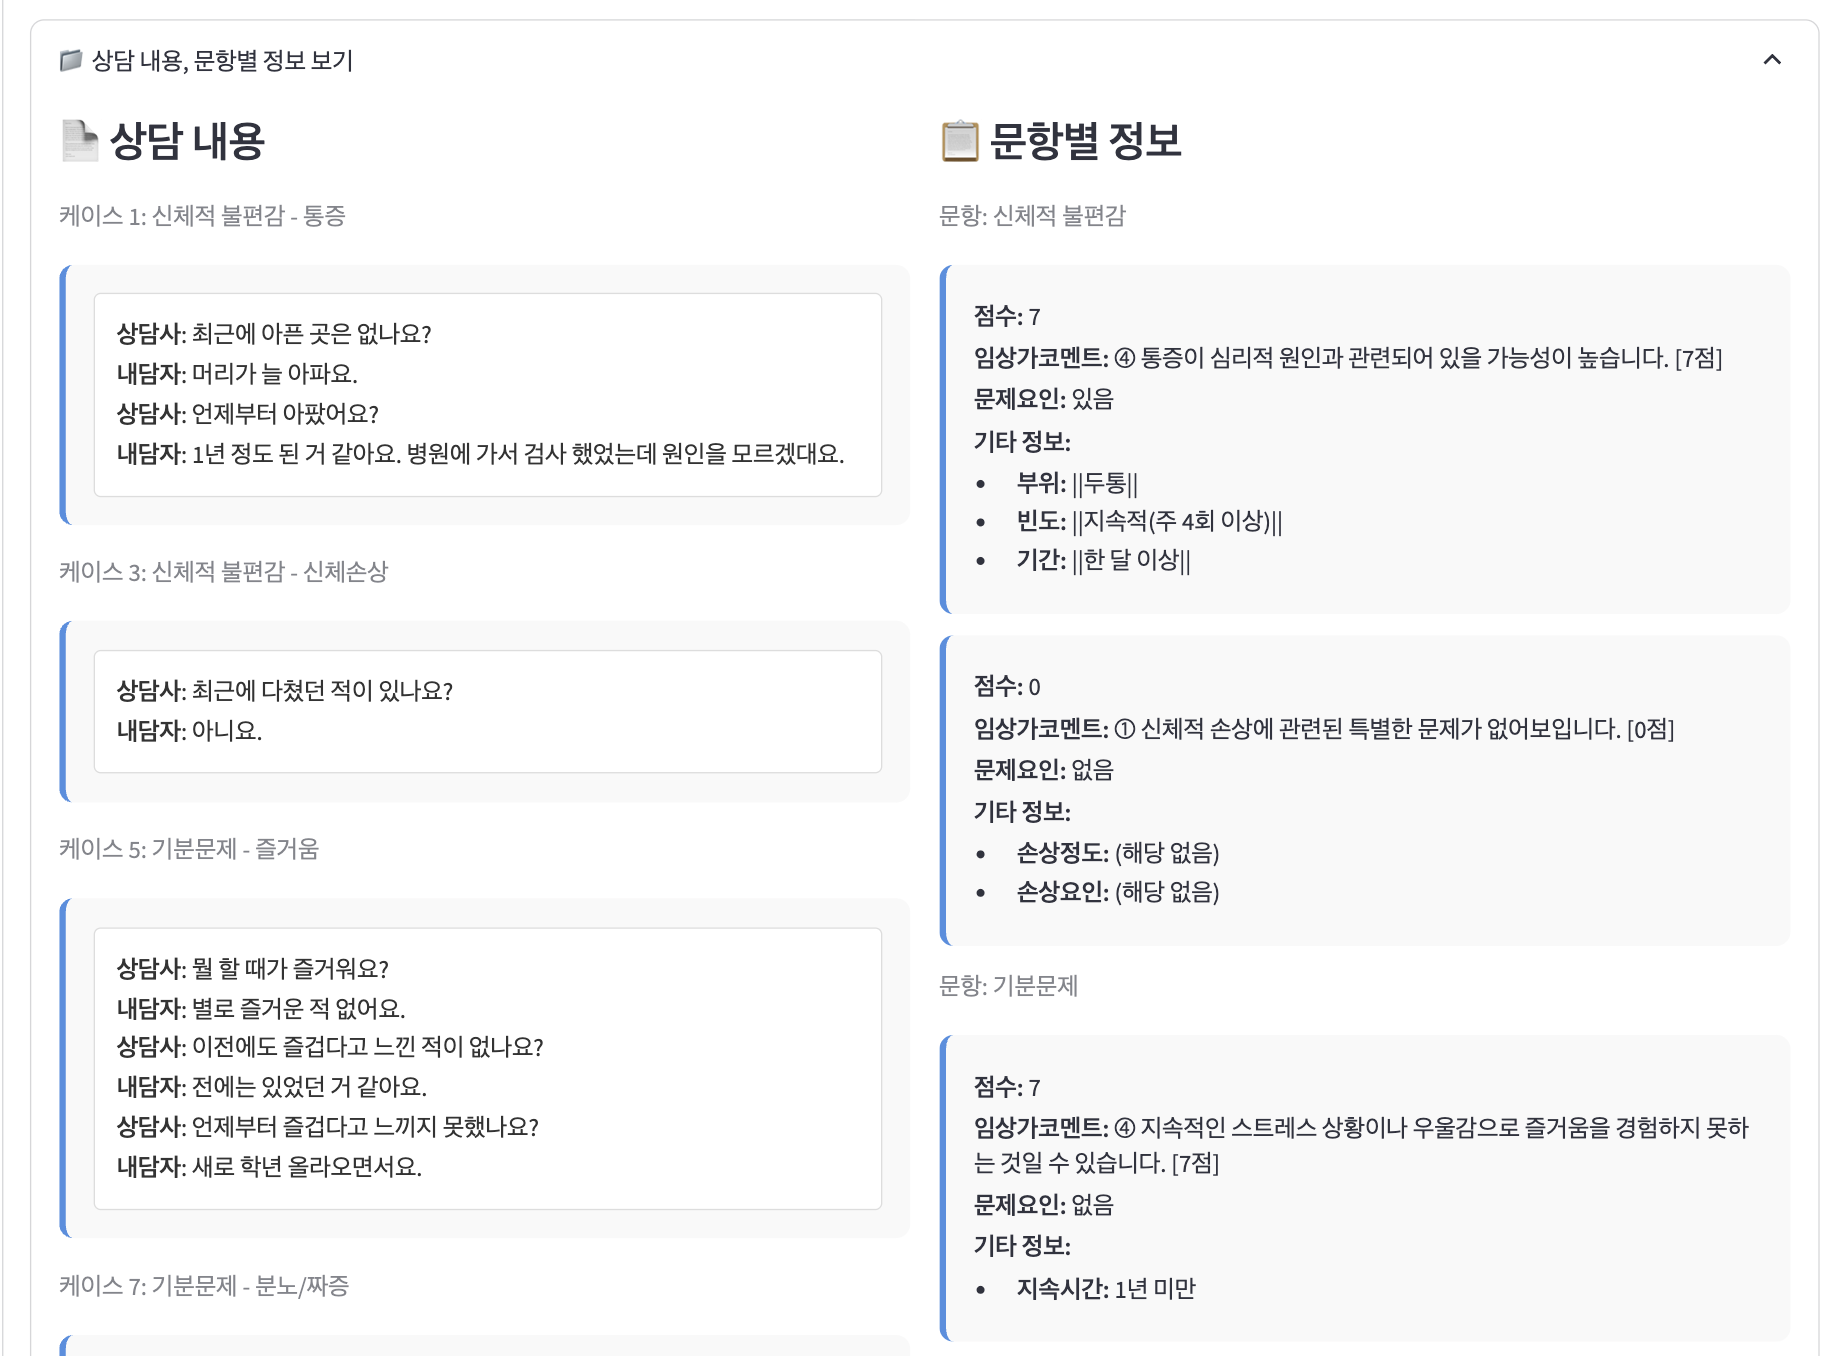 상담 내용, 문항별 정보 보기
상담 내용
케이스 1: 신체적 불편감 - 통증
상담사: 최근에 아픈 곳은 없나요?
내담자: 머리가 늘 아파요.
상담사: 언제부터 아팠어요?
내담자: 1년 정도 된 거 같아요. 병원에 가서 검사 했었는데 원인을 모르겠대요.
케이스 3: 신체적 불편감 - 신체손상
상담사: 최근에 다쳤던 적이 있나요?
내담자: 아니요.
케이스 5: 기분문제 - 즐거움
상담사: 뭘 할 때가 즐거워요?
내담자: 별로 즐거운 적 없어요.
상담사: 이전에도 즐겁다고 느낀 적이 없나요?
내담자: 전에는 있었던 거 같아요.
상담사: 언제부터 즐겁다고 느끼지 못했나요?
내담자: 새로 학년 올라오면서요.
케이스 7: 기분문제 - 분노/짜증
문항별 정보
문항: 신체적 불편감
점수: 7
임상가코멘트: ④ 통증이 심리적 원인과 관련되어 있을 가능성이 높습니다. [7점]
문제요인: 있음
기타 정보:
• 부위: ||두통||
• 빈도: ||지속적(주 4회 이상)||
• 기간: ||한 달 이상||
점수: 0
임상가코멘트: ① 신체적 손상에 관련된 특별한 문제가 없어보입니다. [0점]
문제요인: 없음
기타 정보:
• 손상정도: (해당 없음)
• 손상요인: (해당 없음)
문항: 기분문제
점수: 7
임상가코멘트: ④ 지속적인 스트레스 상황이나 우울감으로 즐거움을 경험하지 못하
는 것일 수 있습니다. [7점]
문제요인: 없음
기타 정보:
• 지속시간: 1년 미만